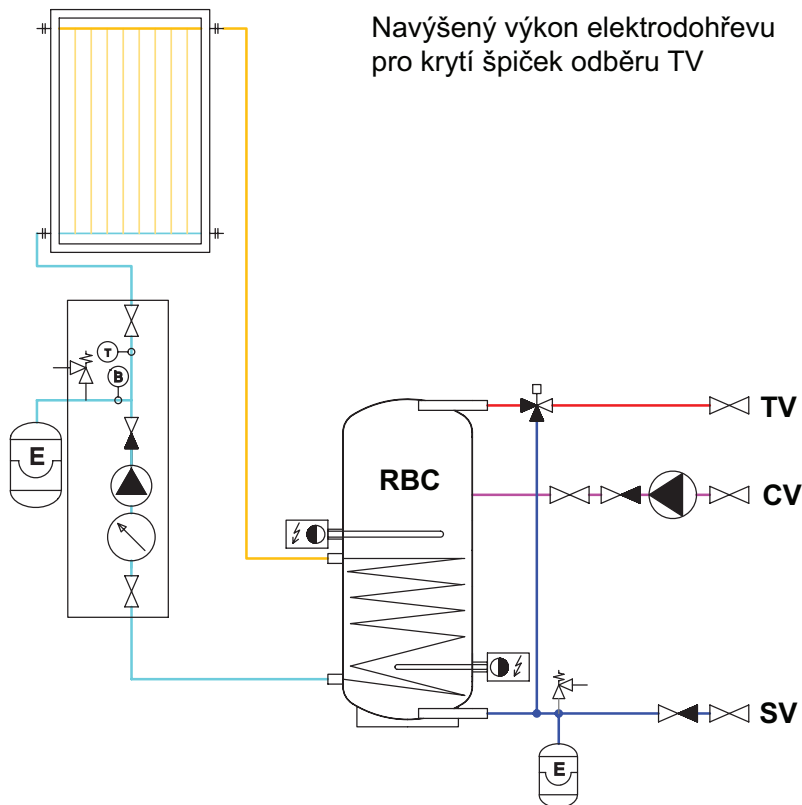 Navýšený výkon elektrodohřevu
pro krytí špiček odběru TV
T
B
E
RBC
TV
CV
SV
E